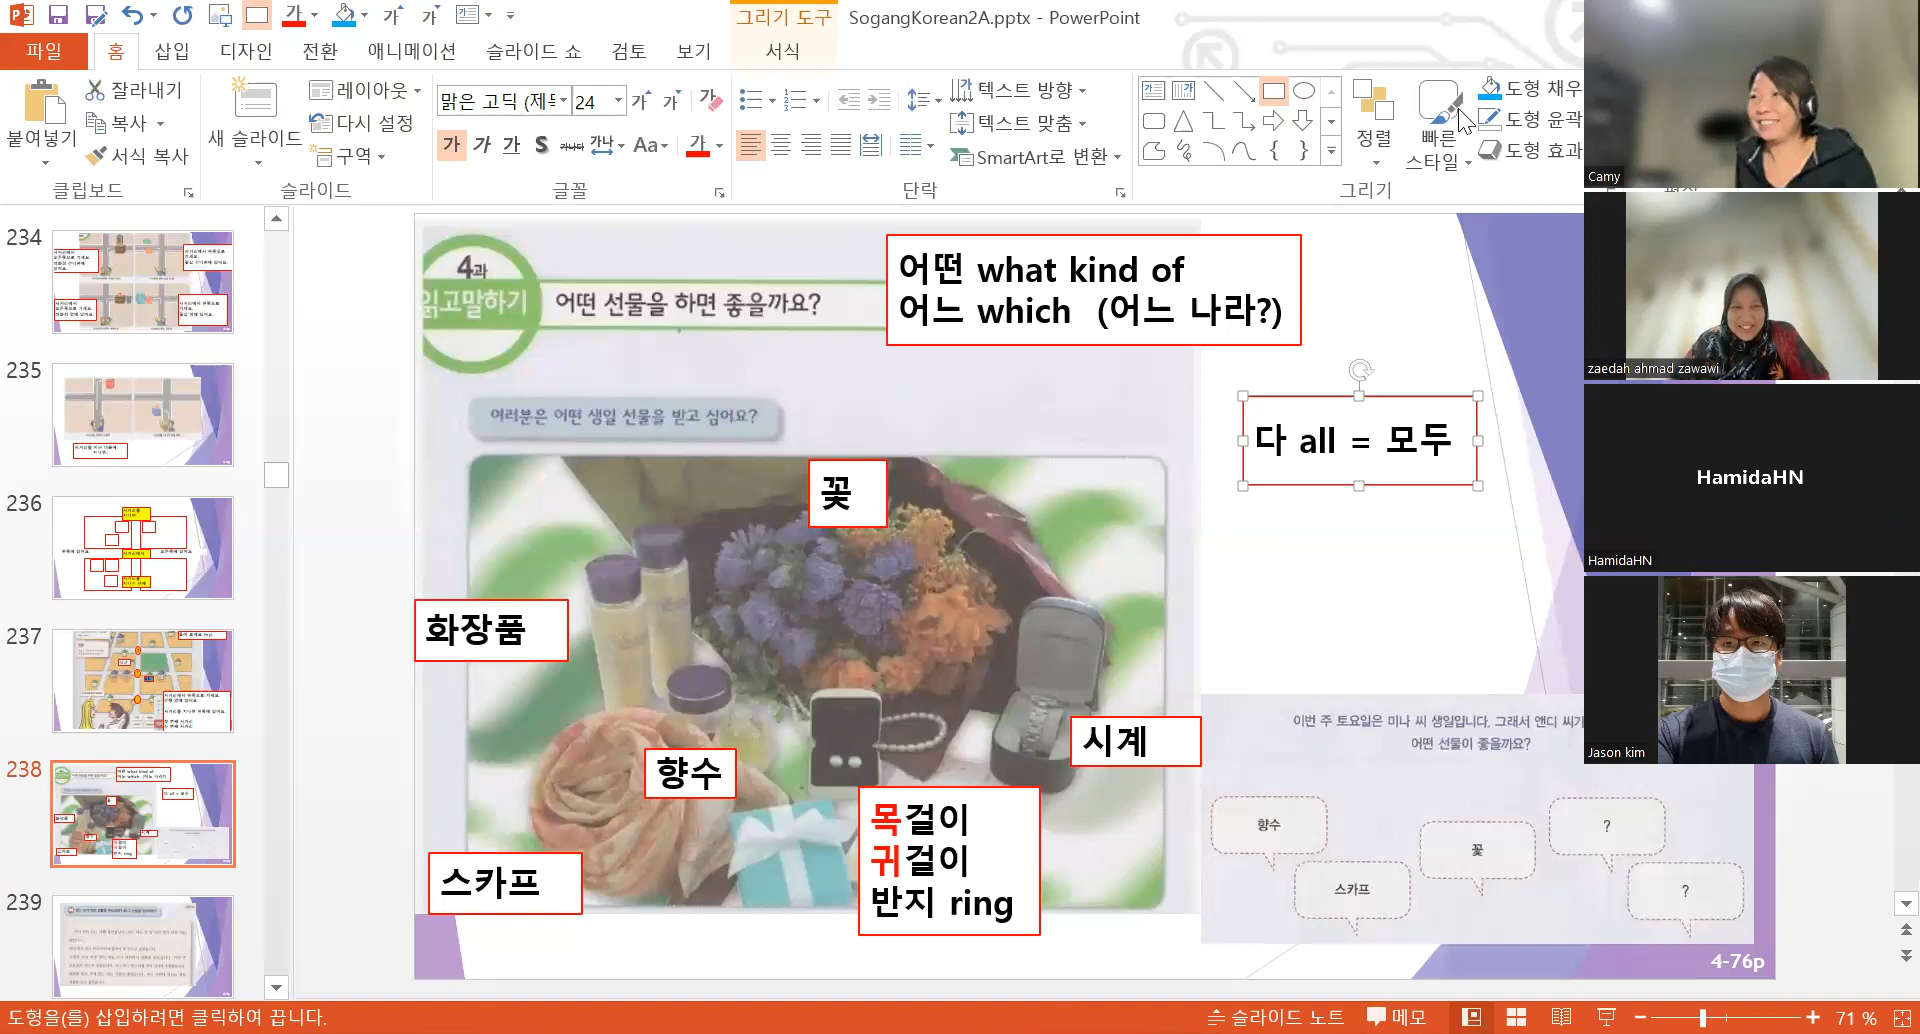 그리기 도구
SogangKorean2A.pptx - PowerPoint
파일
홈
삽입
디자인
전환
애니메이션
슬라이드 쇼
검토
보기
서식
붙여넣기
잘라내기
복사
서식 복사
클립보드
새 슬라이드
레이아웃
다시 설정
구역
슬라이드
맑은 고딕 (제목
24
글꼴
텍스트 방향
텍스트 맞춤
SmartArt로 변환
단락
정렬
빠른
스타일
도형 채우
도형 윤곽
도형 효과
그리기
234
235
236
237
238
239
4과
읽고말하기
어떤 선물을 하면 좋을까요?
어떤 what kind of
어느 which (어느 나라?)
여러분은 어떤 생일 선물을 받고 싶어요?
다 all = 모두
꽃
화장품
향수
시계
스카프
목걸이
귀걸이
반지 ring
이번 주 토요일은 미나 씨 생일입니다. 그래서 앤디 씨가
어떤 선물이 좋을까요?
향수
스카프
꽃
?
?
4-76p
Camy
zaedah ahmad zawawi
HamidaHN
HamidaHN
Jason kim
도형을(를) 삽입하려면 클릭하여 끕니다.
슬라이드 노트
메모
71 %